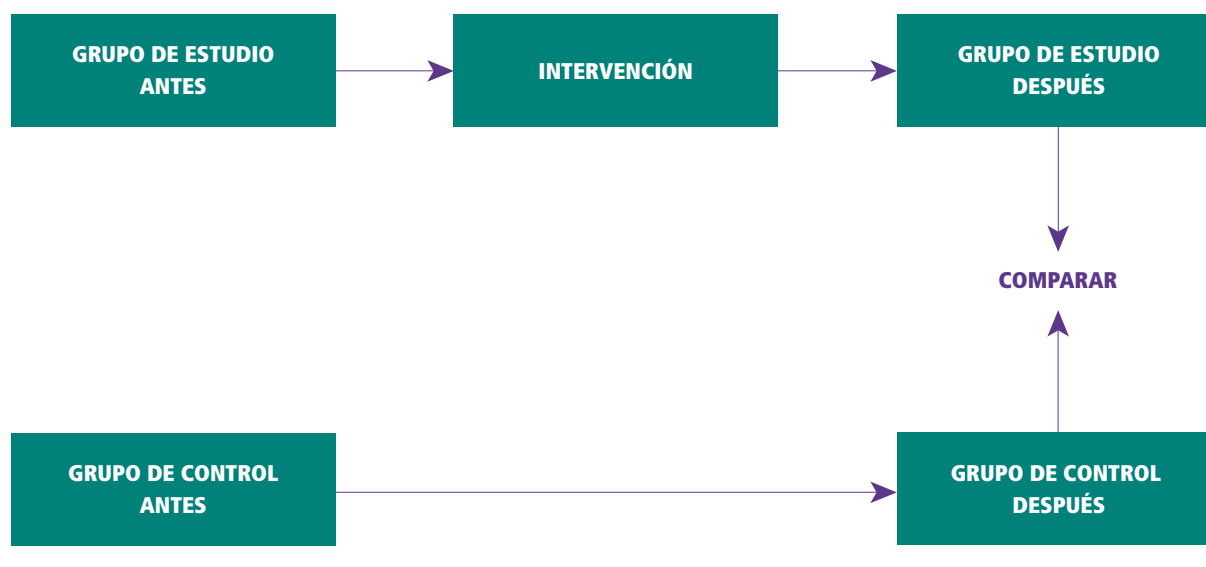 GRUPO DE ESTUDIO
ANTES
INTERVENCIÓN
GRUPO DE ESTUDIO
DESPUÉS
COMPARAR
GRUPO DE CONTROL
ANTES
GRUPO DE CONTROL
DESPUÉS